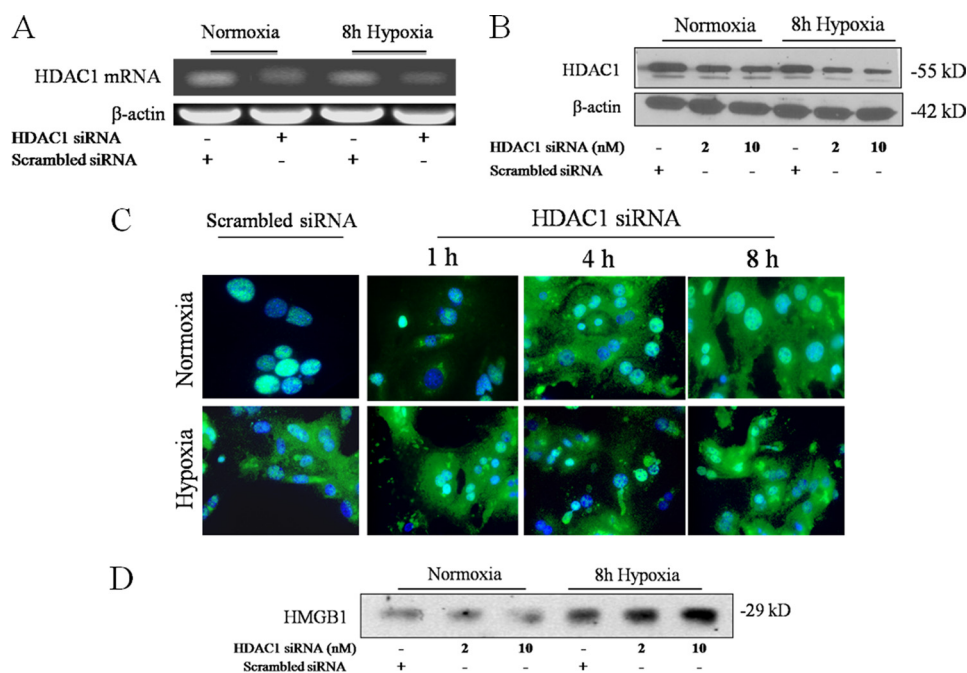 A
Normoxia 8h Hypoxia
HDAC1 mRNA
β-actin
HDAC1 siRNA - + - +
Scrambled siRNA + - + -
B
Normoxia 8h Hypoxia
HDAC1 -55 kD
β-actin -42 kD
HDAC1 siRNA (nM) - 2 10 - 2 10
Scrambled siRNA + - - + - -
C
Scrambled siRNA HDAC1 siRNA
1 h 4 h 8 h
Normoxia
Hypoxia
D
Normoxia 8h Hypoxia
HMGB1 -29 kD
HDAC1 siRNA (nM) - 2 10 - 2 10
Scrambled siRNA + - - + - -